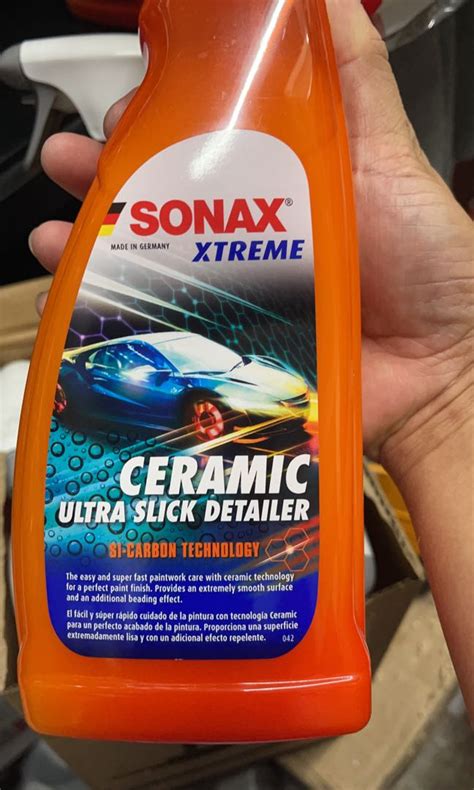 SONAX®
MADE IN GERMANY
XTREME
CERAMIC
ULTRA SLICK DETAILER
SI-CARBON TECHNOLOGY
The easy and super fast paintwork care with ceramic technology
for a perfect paint finish. Provides an extremely smooth surface
and an additional beading effect.
El fácil y súper rápido cuidado de la pintura con tecnología Ceramic
para un perfecto acabado de la pintura. Proporciona una superficie
extremadamente lisa y con un adicional efecto repelente.
042